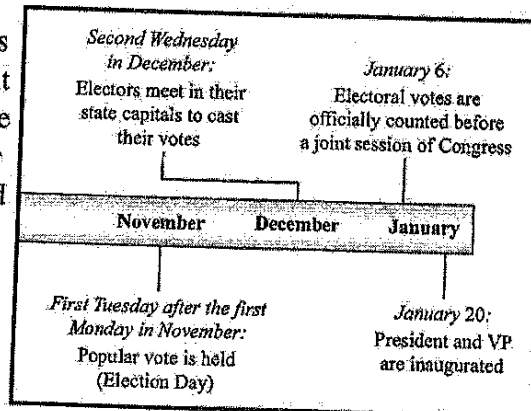 s
t
e
Second Wednesday
in December:
Electors meet in their
state capitals to cast
their votes
January 6:
Electoral votes are
officially counted before
a joint session of Congress
November December January
First Tuesday after the first
Monday in November:
Popular vote is held
(Election Day)
January 20:
President and VP
are inaugurated